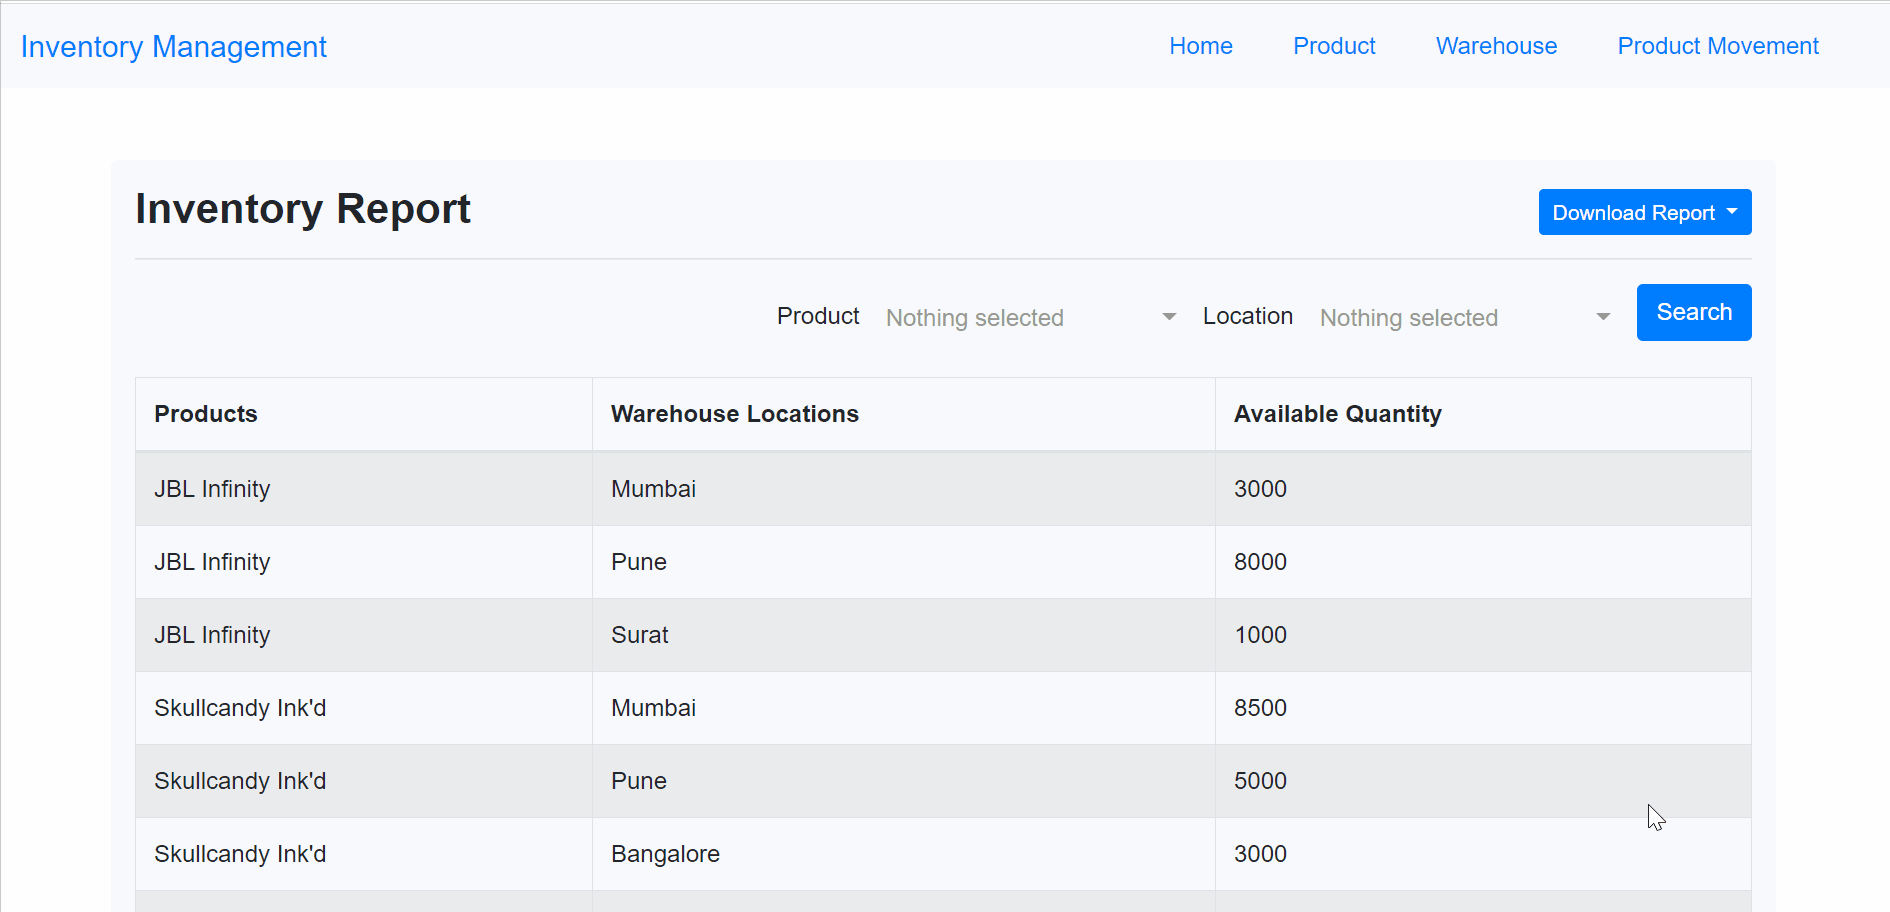 Inventory Management Home Product Warehouse Product Movement
Inventory Report Download Report
Product Nothing selected Location Nothing selected Search
Products Warehouse Locations Available Quantity
JBL Infinity Mumbai 3000
JBL Infinity Pune 8000
JBL Infinity Surat 1000
Skullcandy Ink'd Mumbai 8500
Skullcandy Ink'd Pune 5000
Skullcandy Ink'd Bangalore 3000